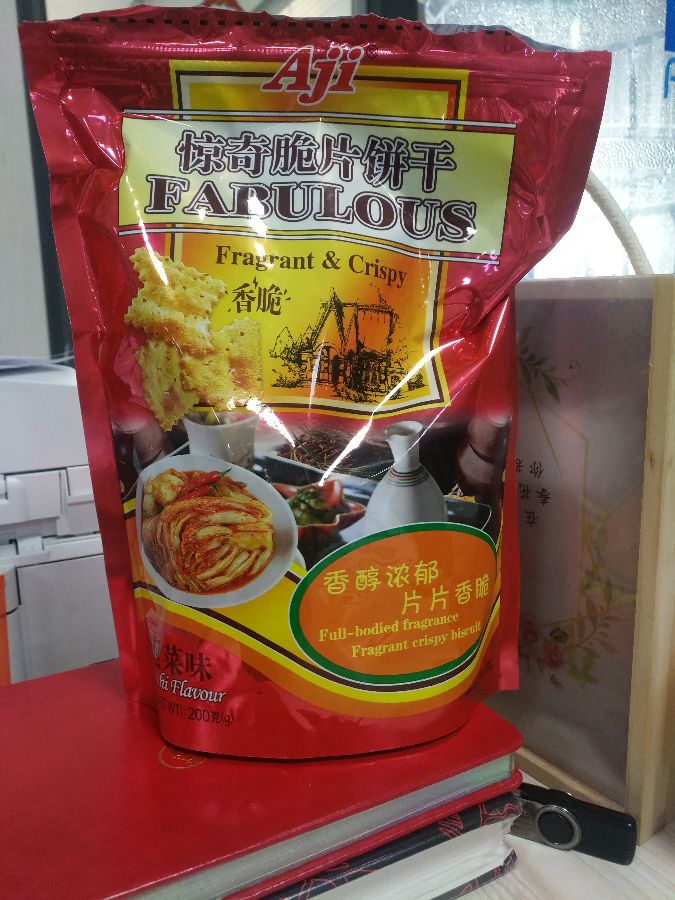 Aji®
惊奇脆片饼干
FABULOUS
Fragrant & Crispy
香脆
香醇浓郁
片片香脆
Full-bodied fragrance
Fragrant crispy biscuit
菜味
Flavour
WT: 200克(g)